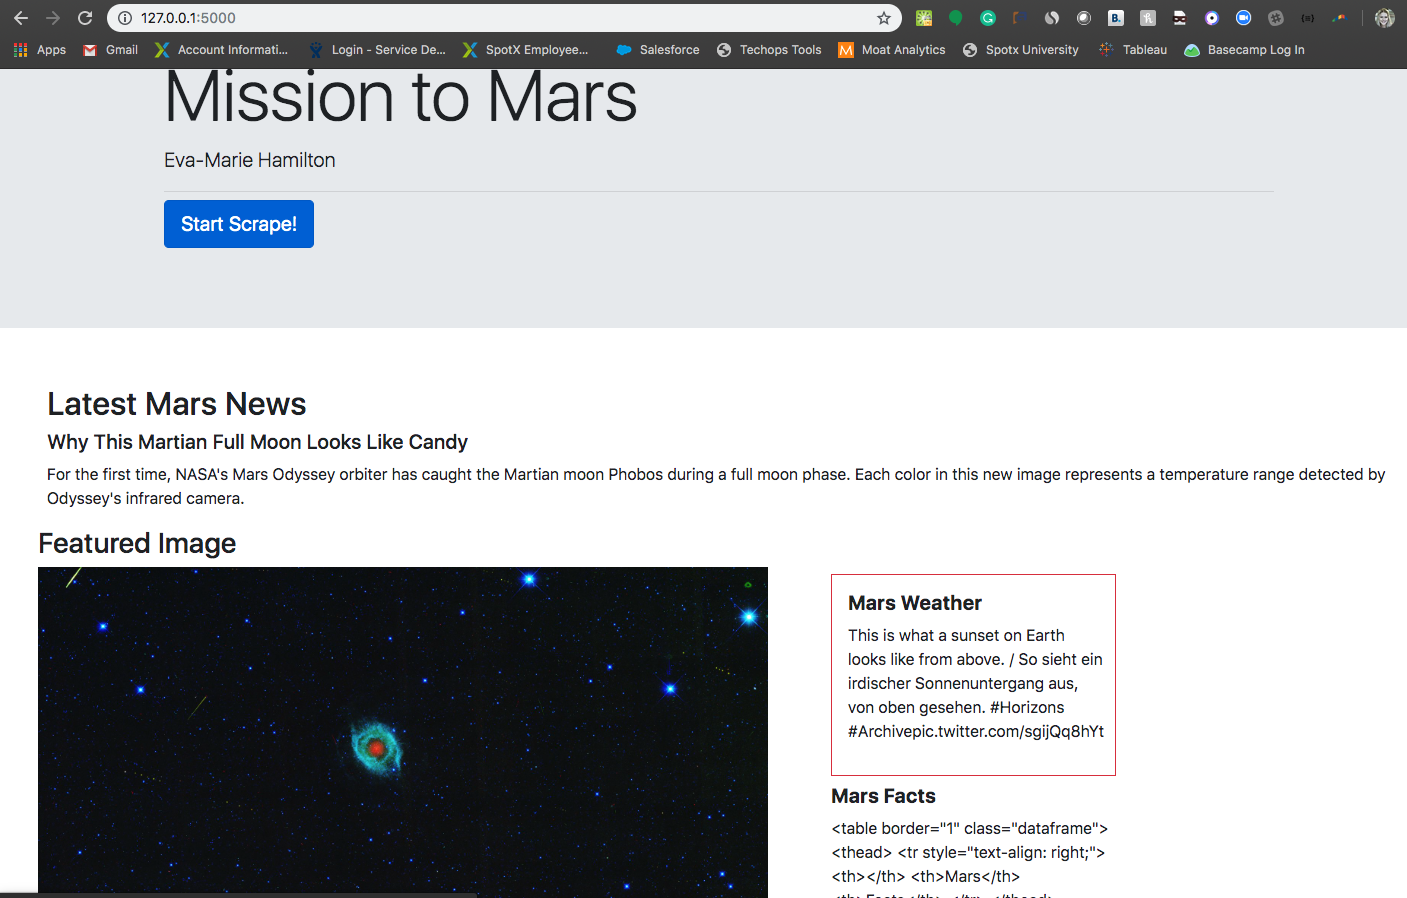 127.0.0.1:5000
Apps
Gmail
Account Informati...
Login - Service De...
SpotX Employee...
Salesforce
Techops Tools
Moat Analytics
Spotx University
Tableau
Basecamp Log In
Mission to Mars
Eva-Marie Hamilton
Start Scrape!
Latest Mars News
Why This Martian Full Moon Looks Like Candy
For the first time, NASA's Mars Odyssey orbiter has caught the Martian moon Phobos during a full moon phase. Each color in this new image represents a temperature range detected by
Odyssey's infrared camera.
Featured Image
Mars Weather
This is what a sunset on Earth
looks like from above. / So sieht ein
irdischer Sonnenuntergang aus,
von oben gesehen. #Horizons
#Archivepic.twitter.com/sgijQq8hYt
Mars Facts
<table border="1" class="dataframe">
<thead> <tr style="text-align: right;">
<th></th> <th>Mars</th>
<th>Facts</th> </tr> </thead>